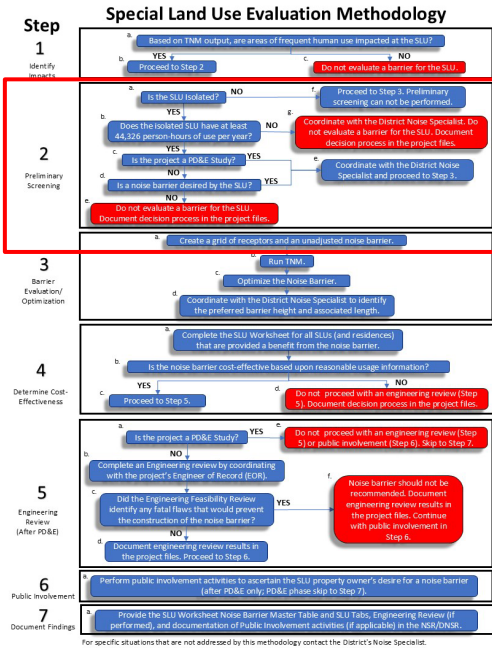 Special Land Use Evaluation Methodology
Step
1
Identify
Impacts
a.
Based on TNM output, are areas of frequent human use impacted at the SLU?
YES
NO
b.
Proceed to Step 2
c.
Do not evaluate a barrier for the SLU.
2
Preliminary
Screening
a.
Is the SLU Isolated?
NO
f.
Proceed to Step 3. Preliminary
screening can not be performed.
YES
b.
Does the isolated SLU have at least
44,326 person-hours of use per year?
NO
g.
Coordinate with the District Noise Specialist. Do
not evaluate a barrier for the SLU. Document
decision process in the project files.
YES
c.
Is the project a PD&E Study?
YES
NO
d.
Is a noise barrier desired by the SLU?
YES
e.
Coordinate with the District Noise
Specialist and proceed to Step 3.
NO
e.
Do not evaluate a barrier for the SLU.
Document decision process in the project files.
3
Barrier
Evaluation/
Optimization
a.
Create a grid of receptors and an unadjusted noise barrier.
Run TNM.
c.
Optimize the Noise Barrier.
d.
Coordinate with the District Noise Specialist to identify
the preferred barrier height and associated length.
4
Determine Cost-
Effectiveness
a.
Complete the SLU Worksheet for all SLUs (and residences)
that are provided a benefit from the noise barrier.
b.
Is the noise barrier cost-effective based upon reasonable usage information?
YES
NO
c.
Proceed to Step 5.
d.
Do not proceed with an engineering review (Step
5). Document decision process in the project files.
5
Engineering
Review
(After PD&E)
a.
Is the project a PD&E Study?
YES
e.
Do not proceed with an engineering review (Step
5) or public involvement (Step 6). Skip to Step 7.
NO
b.
Complete an Engineering review by coordinating
with the project's Engineer of Record (EOR).
c.
Did the Engineering Feasibility Review
identify any fatal flaws that would prevent
the construction of the noise barrier?
YES
f.
Noise barrier should not be
recommended. Document
engineering review results in
the project files. Continue
with public involvement in
Step 6.
NO
d.
Document engineering review results
in the project files. Proceed to Step 6.
6
Public Involvement
a.
Perform public involvement activities to ascertain the SLU property owner's desire for a noise barrier
(after PD&E only; PD&E phase skip to Step 7).
7
Document Findings
a.
Provide the SLU Worksheet Noise Barrier Master Table and SLU Tabs, Engineering Review (if
performed), and documentation of Public Involvement activities (if applicable) in the NSR/DNSR.
For specific situations that are not addressed by this methodology contact the District's Noise Specialist.